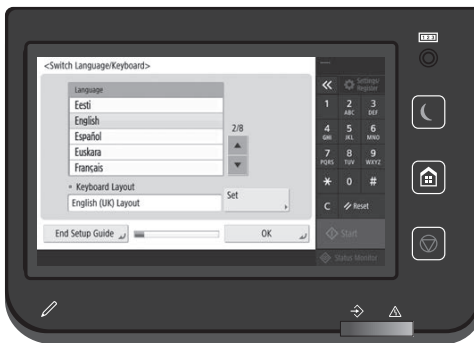 <Switch Language/Keyboard>
Language
Eesti
English
Español
Euskara
Français
2/8
Keyboard Layout
English (UK) Layout
Set
End Setup Guide
OK
Settings/
Register
1 2 ABC 3 DEF
4 GHI 5 JKL 6 MNO
7 PQRS 8 TUV 9 WXYZ
* 0 #
C Reset
Start
Status Monitor
123